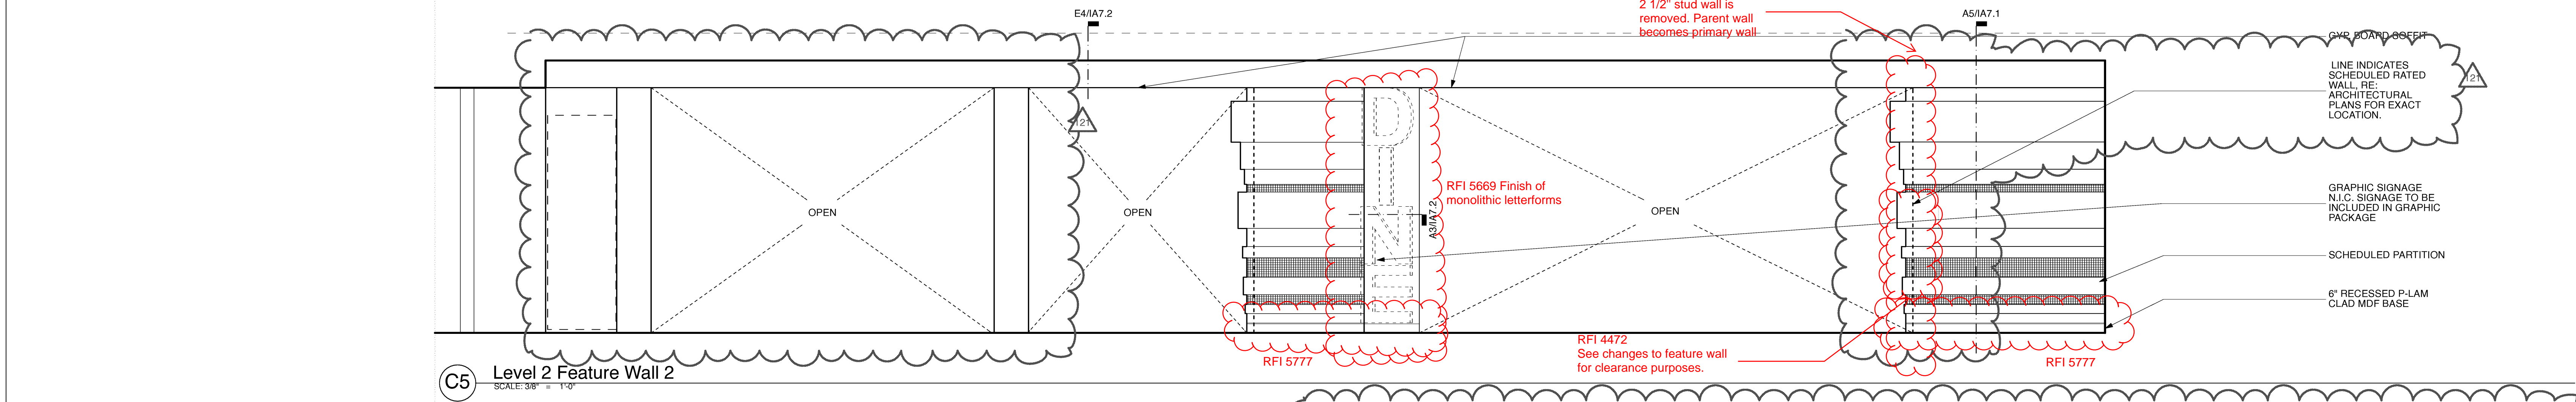 2 1/2" stud wall is
removed. Parent wall
becomes primary wall
E4/IA7.2
A5/IA7.1
GYP. BOARD SOFFIT
LINE INDICATES
SCHEDULED RATED
WALL, RE:
ARCHITECTURAL
PLANS FOR EXACT
LOCATION.
121
121
DINE
RFI 5669 Finish of
monolithic letterforms
A3/IA7.2
OPEN
OPEN
OPEN
GRAPHIC SIGNAGE
N.I.C. SIGNAGE TO BE
INCLUDED IN GRAPHIC
PACKAGE
SCHEDULED PARTITION
6" RECESSED P-LAM
CLAD MDF BASE
RFI 5777
RFI 4472
See changes to feature wall
for clearance purposes.
RFI 5777
C5
Level 2 Feature Wall 2
SCALE: 3/8" = 1'-0"